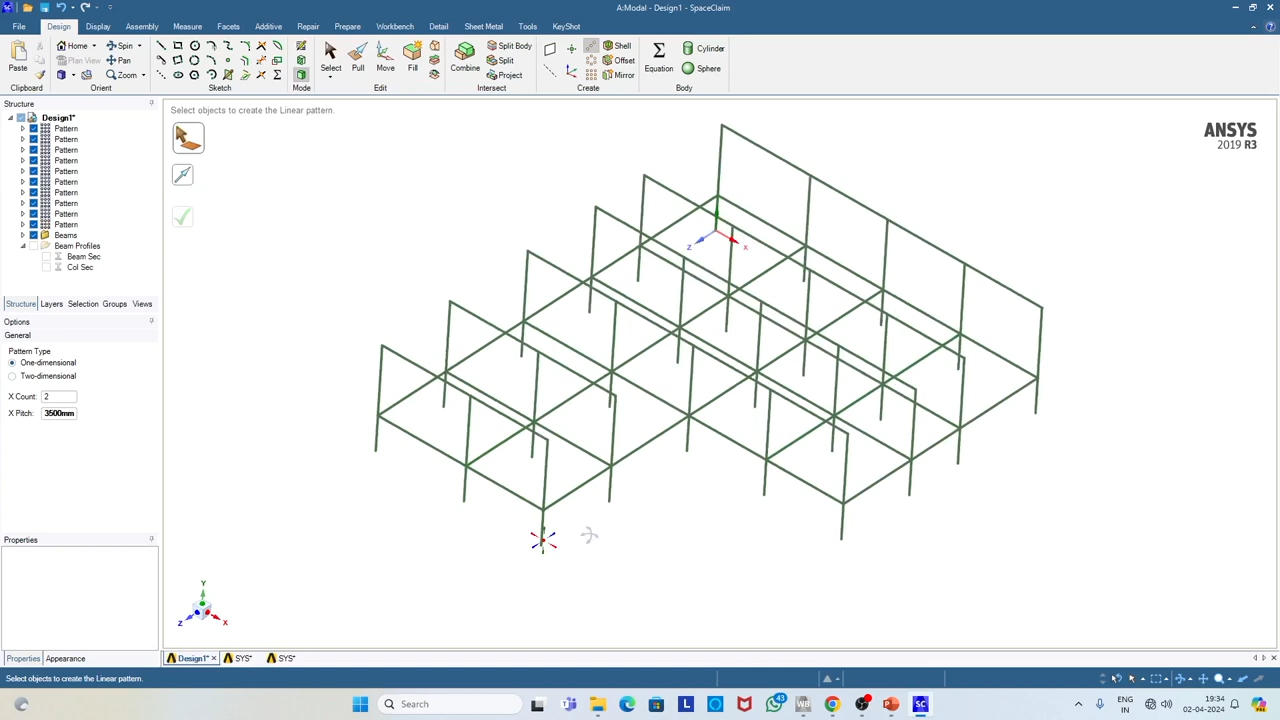 A:Modal - Design1 - SpaceClaim
File Design Display Assembly Measure Facets Additive Repair Prepare Workbench Detail Sheet Metal Tools KeyShot
Home Spin Shell Split Body Cylinder
Plan View Pan Offset Split Sphere
Paste Zoom Select Pull Move Fill Combine Project Mirror Equation
Clipboard Orient Sketch Mode Edit Intersect Create Body
Structure
Select objects to create the Linear pattern.
Design1*
Pattern
Pattern
Pattern
Pattern
Pattern
Pattern
Pattern
Pattern
Pattern
Pattern
Beams
Beam Profiles
Beam Sec
Col Sec
ANSYS
2019 R3
Z X
Structure Layers Selection Groups Views
Options
General
Pattern Type
One-dimensional
Two-dimensional
X Count: 2
X Pitch: 3500mm
Properties
Y
Z X
Properties Appearance
Design1* SYS* SYS*
Select objects to create the Linear pattern.
Search
43
WB
SC
ENG
IN
19:34
02-04-2024